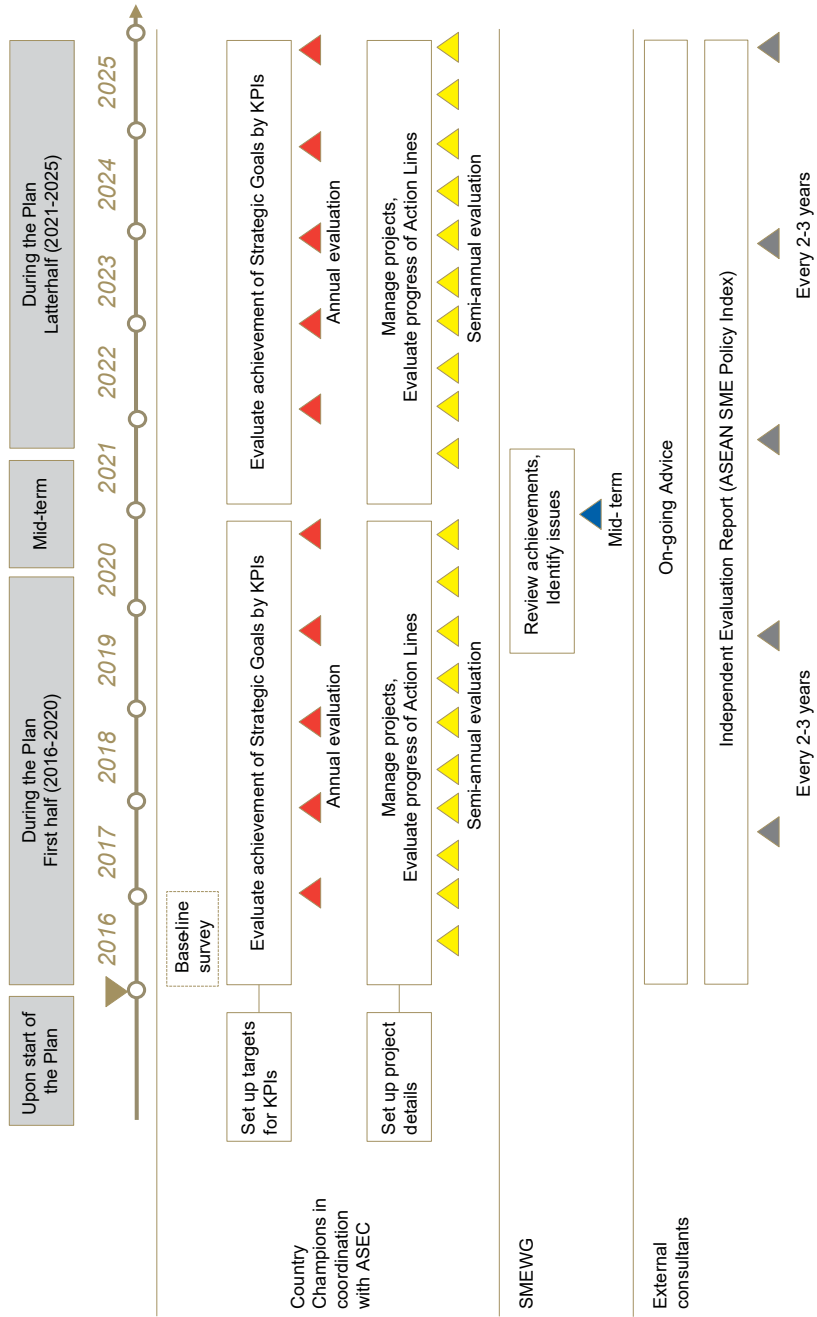 Upon start of
the Plan
During the Plan
First half (2016-2020)
Mid-term
During the Plan
Latterhalf (2021-2025)
2016
2017
2018
2019
2020
2021
2022
2023
2024
2025
Country
Champions in
coordination
with ASEC
Baseline
survey
Set up targets
for KPIs
Evaluate achievement of Strategic Goals by KPIs
Annual evaluation
Evaluate achievement of Strategic Goals by KPIs
Annual evaluation
Set up project
details
Manage projects,
Evaluate progress of Action Lines
Semi-annual evaluation
Manage projects,
Evaluate progress of Action Lines
Semi-annual evaluation
SMEWG
Review achievements,
Identify issues
Mid- term
External
consultants
On-going Advice
Independent Evaluation Report (ASEAN SME Policy Index)
Every 2-3 years
Every 2-3 years